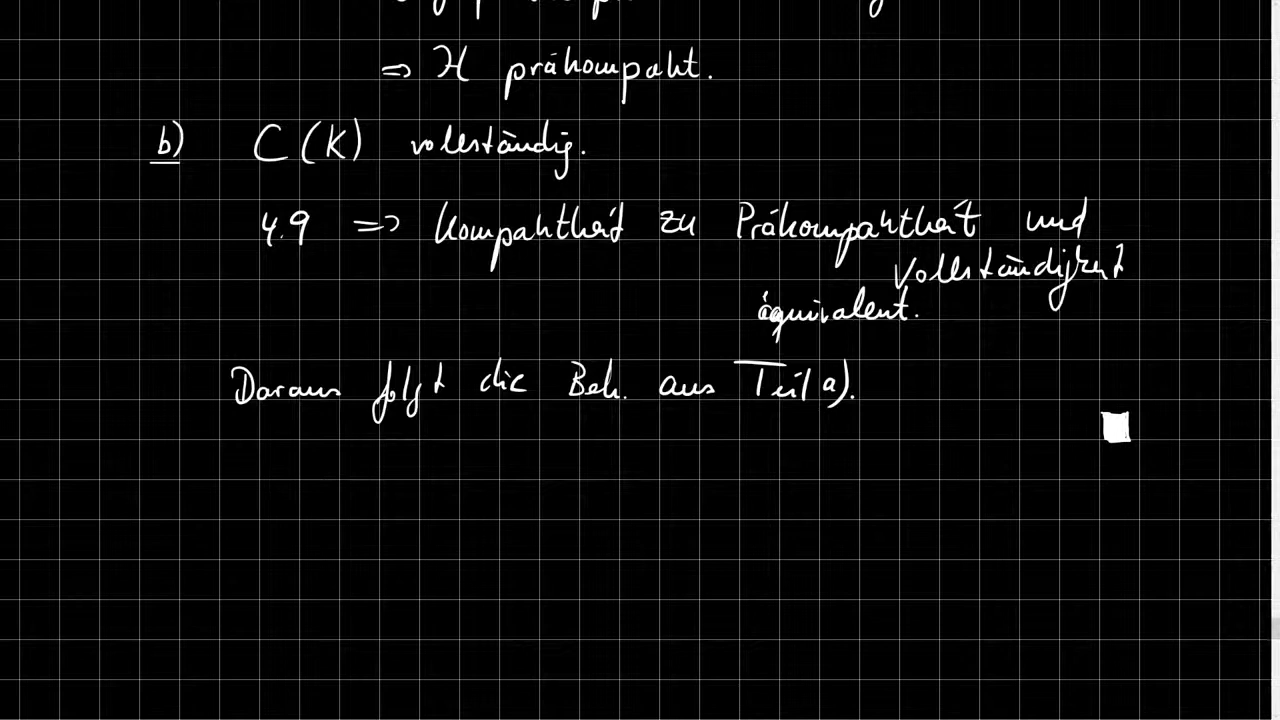 ⇒ ℋ präkompakt.
b) C(K) vollständig.
4.9 ⇒ Kompaktheit zu Präkompaktheit und
Vollständigkeit
äquivalent.
Daraus folgt die Beh. aus Teil a).